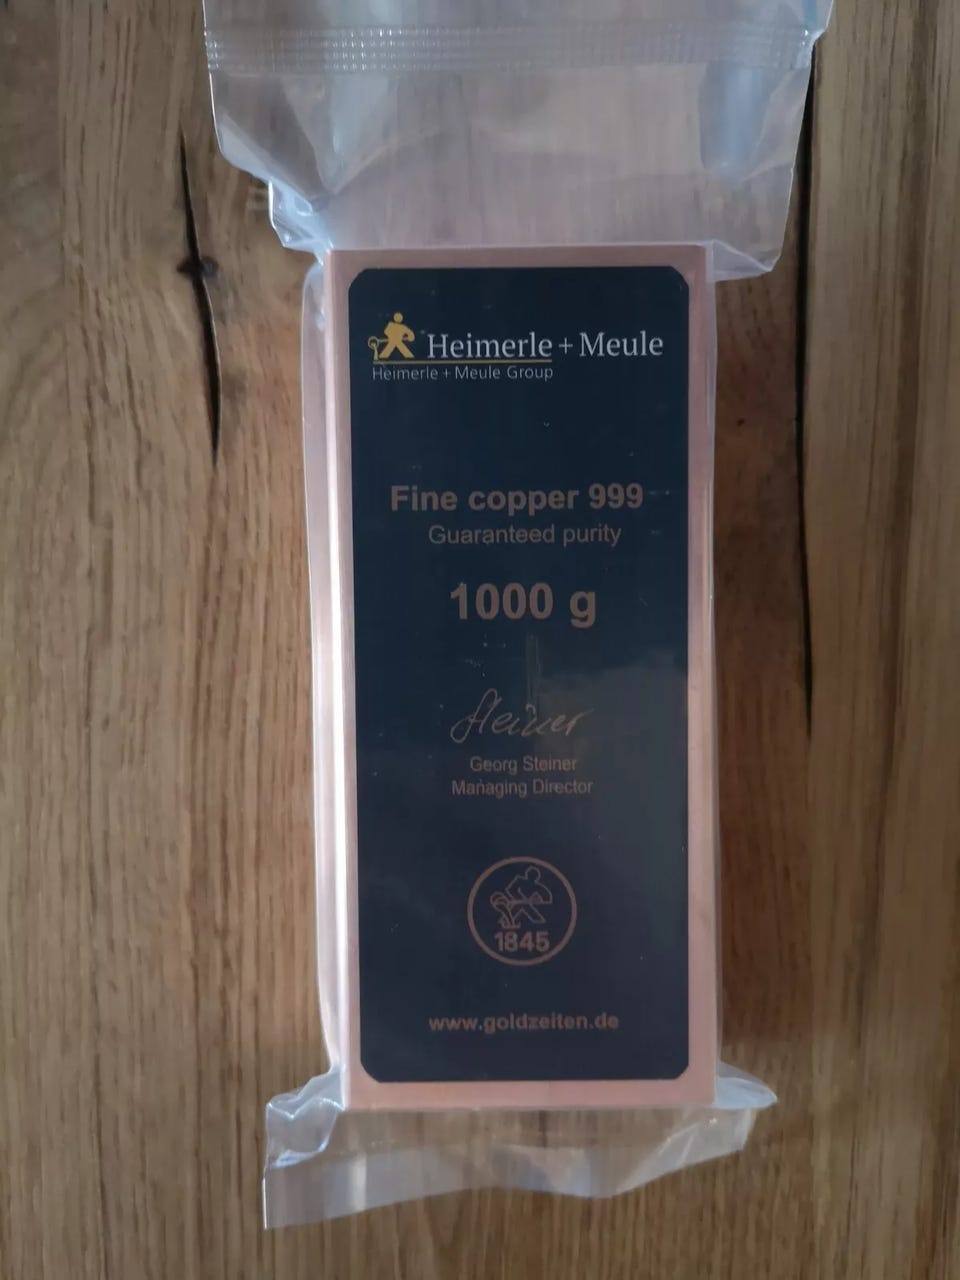 Heimerle + Meule
Heimerle + Meule Group
Fine copper 999
Guaranteed purity
1000 g
Steiner
Georg Steiner
Managing Director
1845
www.goldzeiten.de